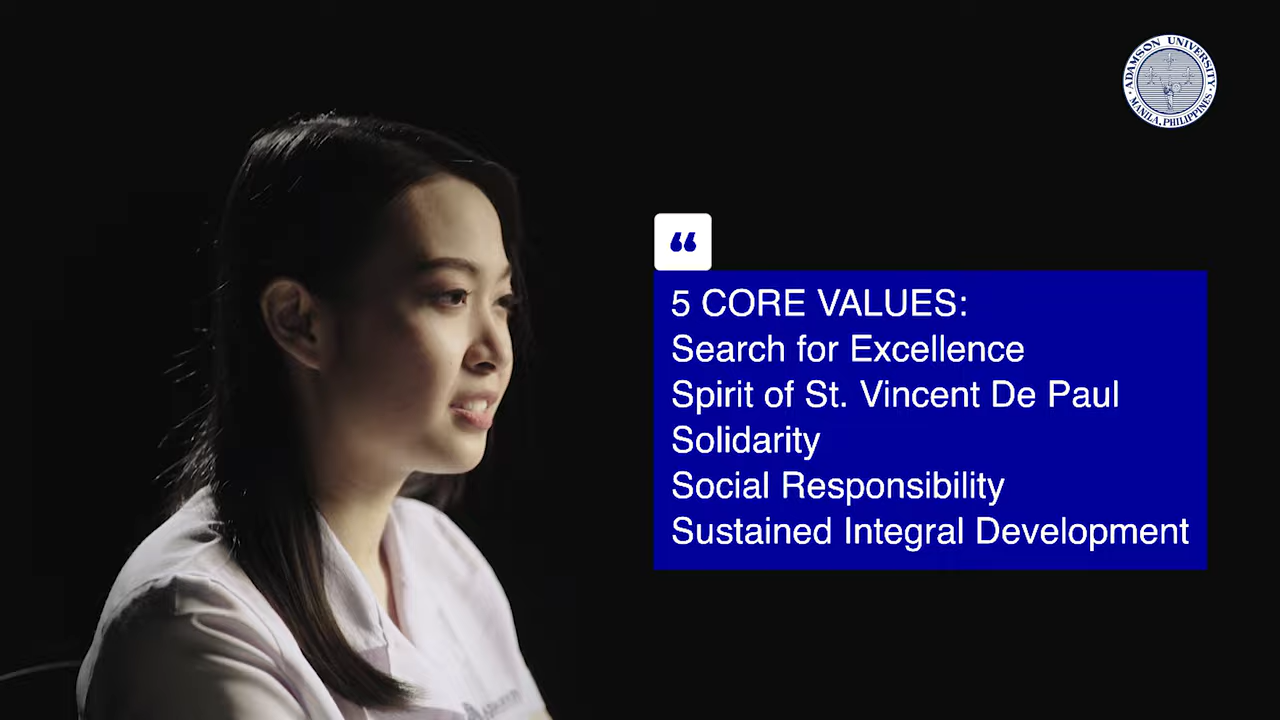 ADAMSON UNIVERSITY
MANILA, PHILIPPINES
“
5 CORE VALUES:
Search for Excellence
Spirit of St. Vincent De Paul
Solidarity
Social Responsibility
Sustained Integral Development